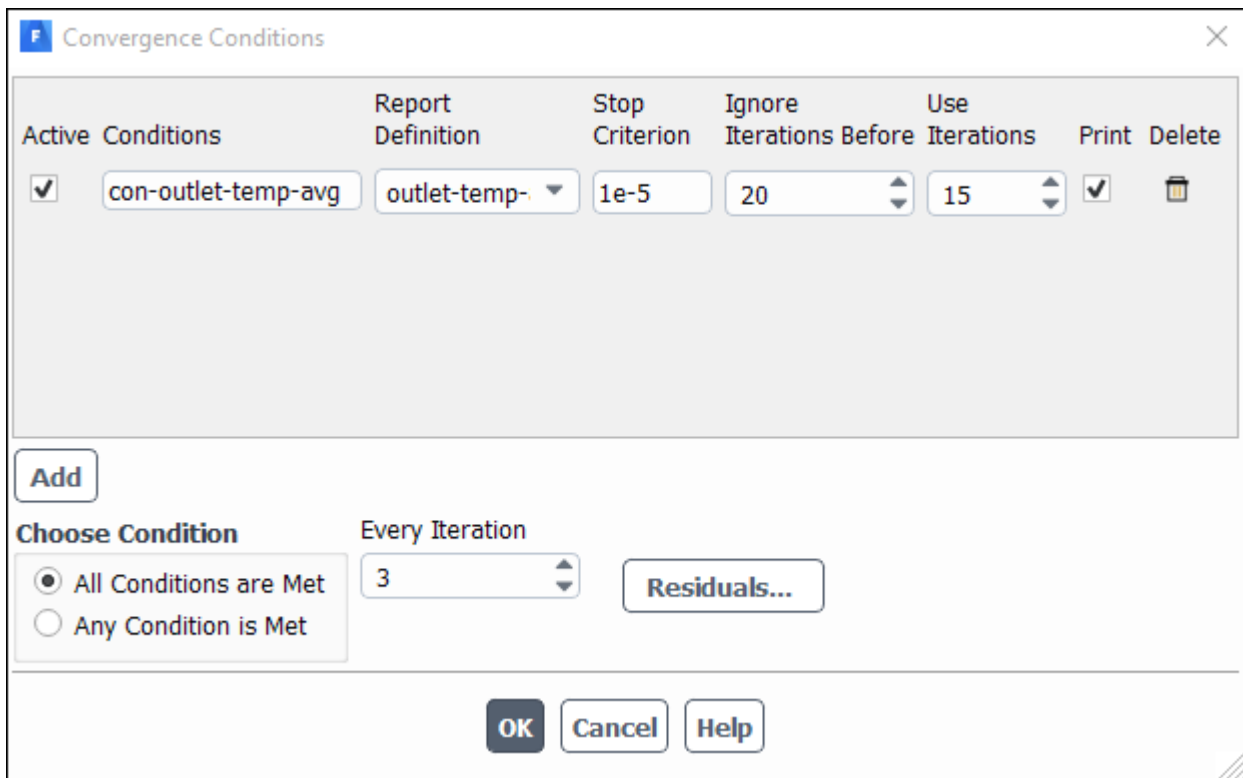 F Convergence Conditions
Report Stop Ignore Use
Active Conditions Definition Criterion Iterations Before Iterations Print Delete
con-outlet-temp-avg outlet-temp- 1e-5 20 15
Add
Choose Condition Every Iteration
All Conditions are Met 3 Residuals...
Any Condition is Met
OK Cancel Help